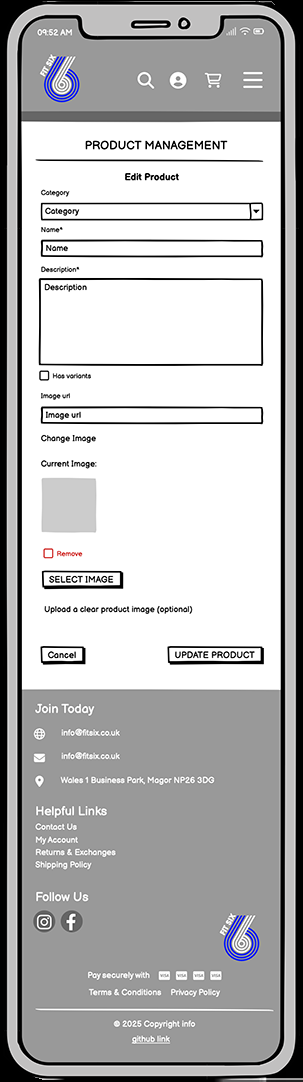 09:52 AM
FIT SIX
PRODUCT MANAGEMENT
Edit Product
Category
Category
Name*
Name
Description*
Description
Has variants
Image url
Image url
Change Image
Current Image:
Remove
SELECT IMAGE
Upload a clear product image (optional)
Cancel
UPDATE PRODUCT
Join Today
info@fitsix.co.uk
info@fitsix.co.uk
Wales 1 Business Park, Magor NP26 3DG
Helpful Links
Contact Us
My Account
Returns & Exchanges
Shipping Policy
Follow Us
FIT SIX
Pay securely with VISA VISA VISA VISA
Terms & Conditions Privacy Policy
© 2025 Copyright info
github link